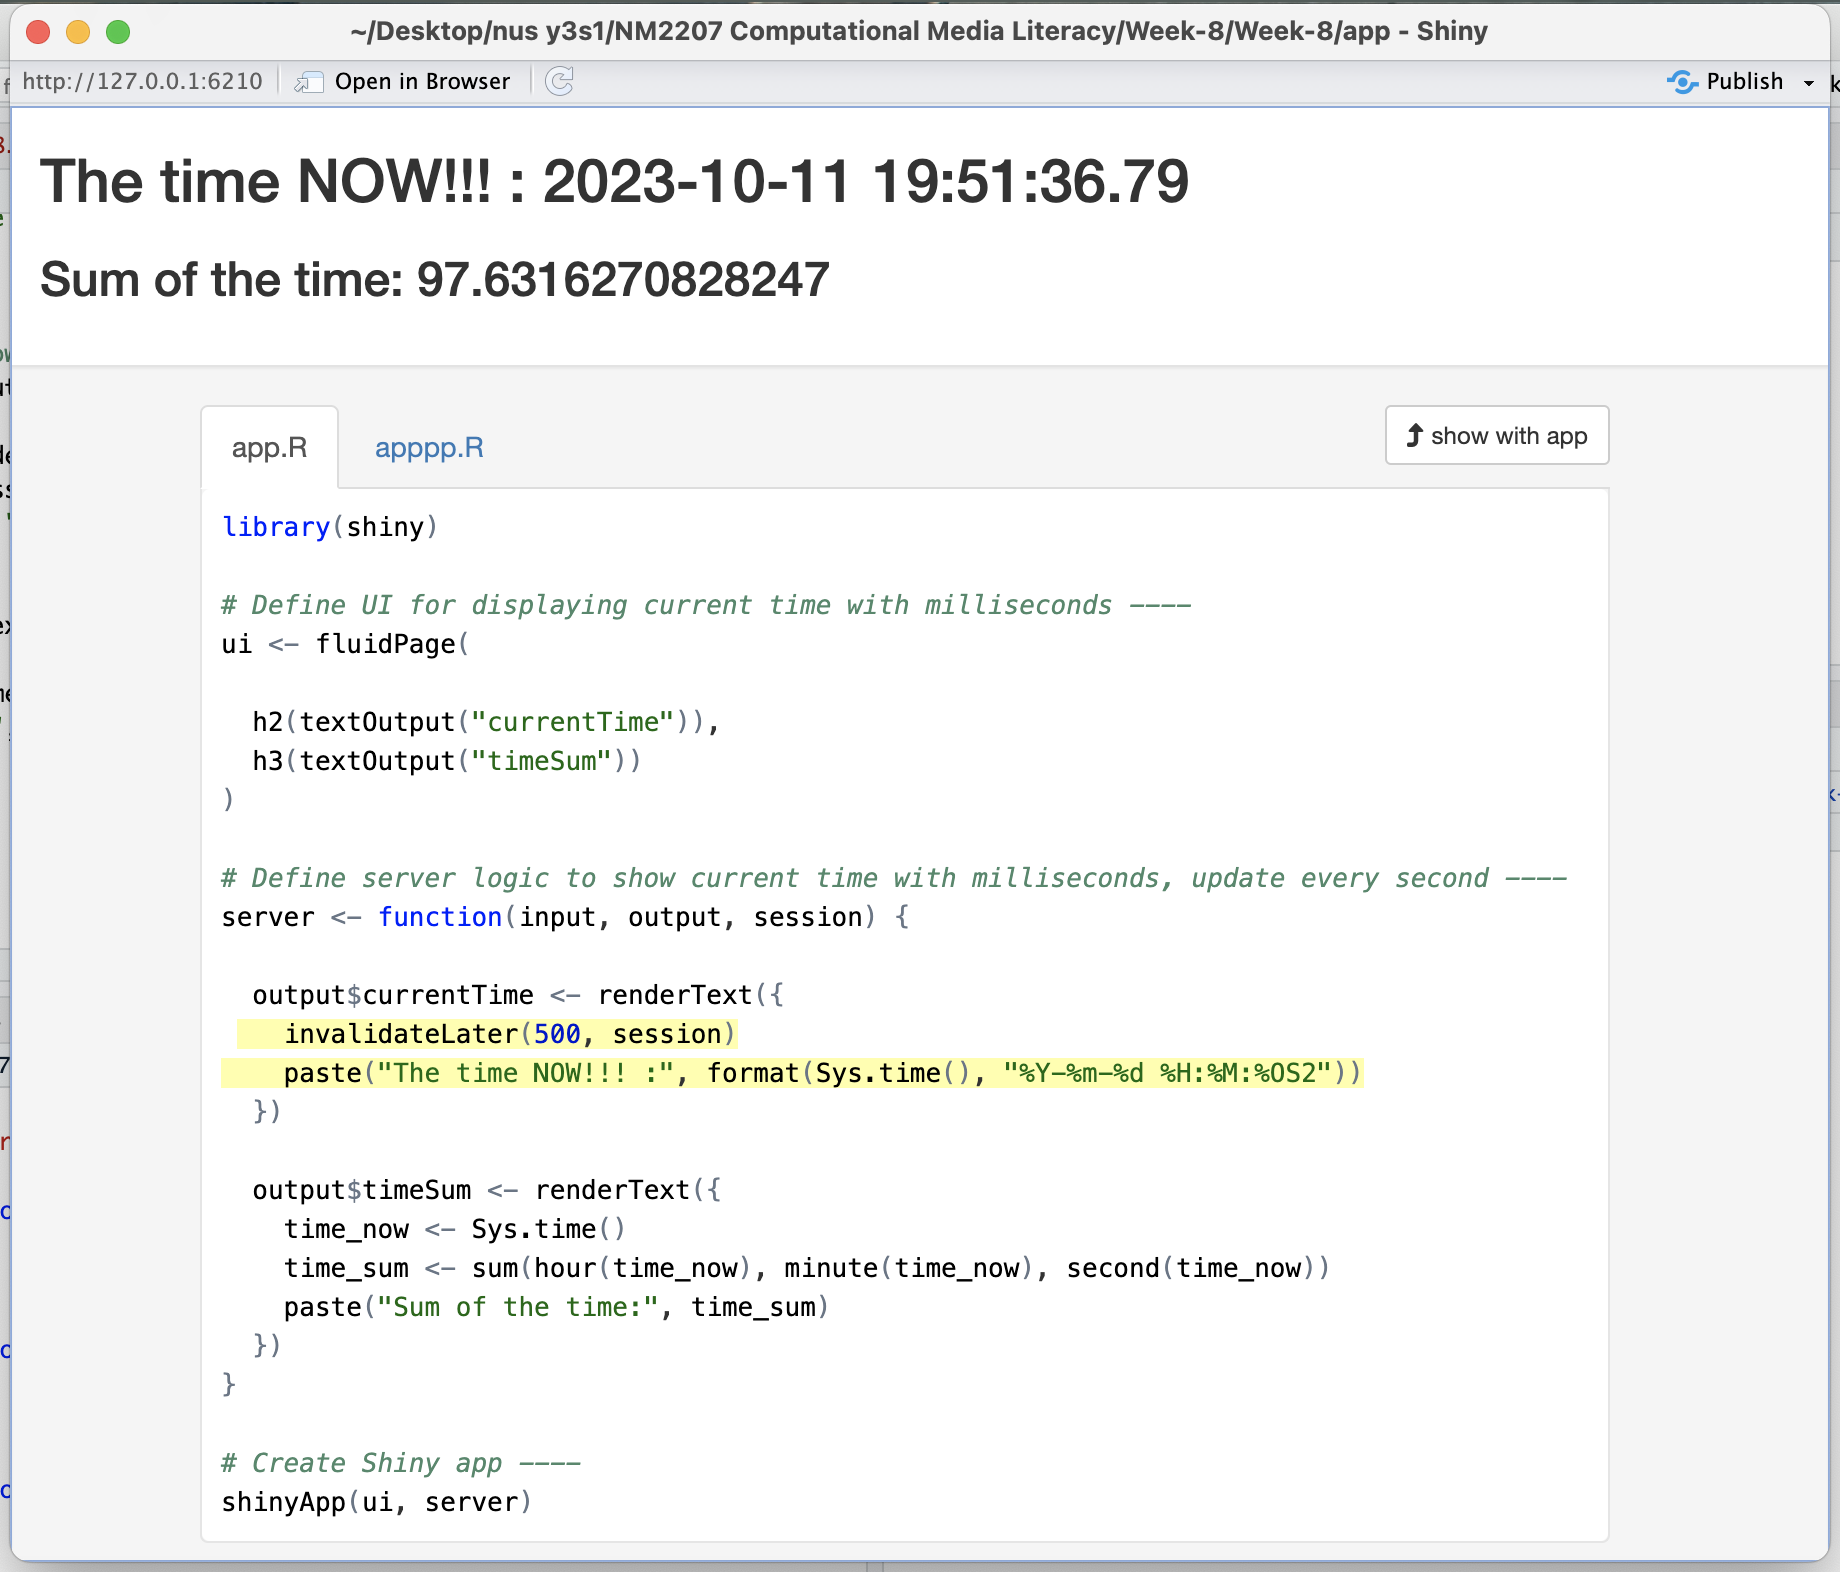 ~/Desktop/nus y3s1/NM2207 Computational Media Literacy/Week-8/Week-8/app - Shiny
http://127.0.0.1:6210 Open in Browser Publish
The time NOW!!! : 2023-10-11 19:51:36.79
Sum of the time: 97.6316270828247
app.R apppp.R show with app
library(shiny)
# Define UI for displaying current time with milliseconds ----
ui <- fluidPage(
h2(textOutput("currentTime")),
h3(textOutput("timeSum"))
)
# Define server logic to show current time with milliseconds, update every second ----
server <- function(input, output, session) {
output$currentTime <- renderText({
invalidateLater(500, session)
paste("The time NOW!!! :", format(Sys.time(), "%Y-%m-%d %H:%M:%OS2"))
})
output$timeSum <- renderText({
time_now <- Sys.time()
time_sum <- sum(hour(time_now), minute(time_now), second(time_now))
paste("Sum of the time:", time_sum)
})
}
# Create Shiny app ----
shinyApp(ui, server)